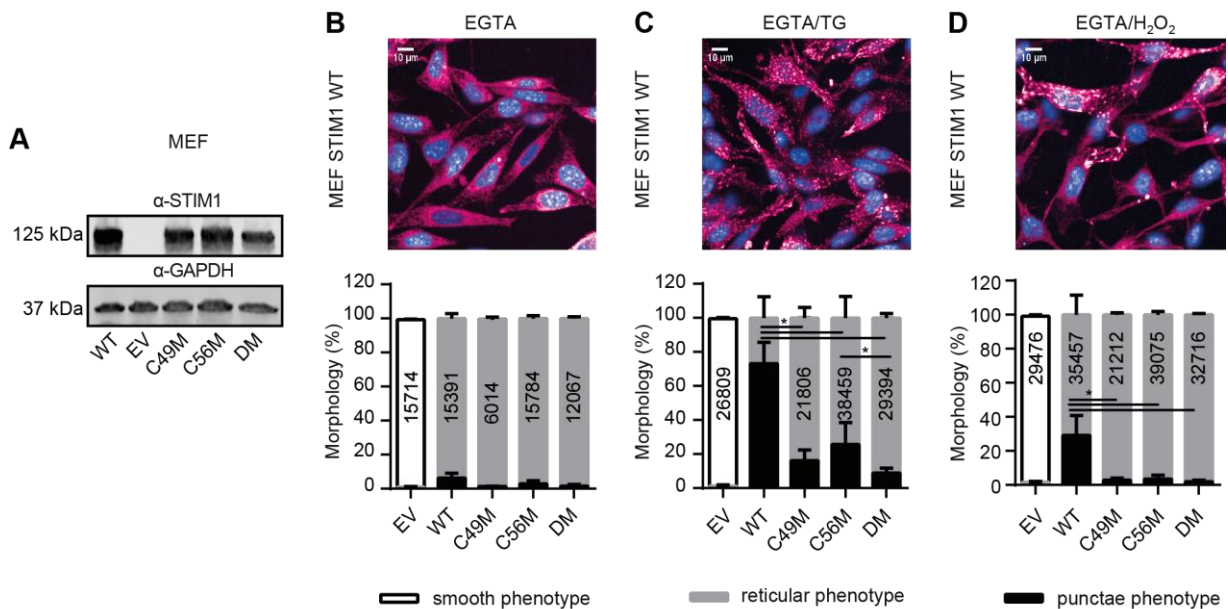 A
MEF
α-STIM1
125 kDa
α-GAPDH
37 kDa
WT
EV
C49M
C56M
DM
B
EGTA
MEF STIM1 WT
10 µm
Morphology (%)
120
100
80
60
40
20
0
15714
15391
6014
15784
12067
EV
WT
C49M
C56M
DM
C
EGTA/TG
MEF STIM1 WT
10 µm
Morphology (%)
120
100
80
60
40
20
0
26809
21806
38459
29394
*
*
EV
WT
C49M
C56M
DM
D
EGTA/H₂O₂
MEF STIM1 WT
10 µm
Morphology (%)
120
100
80
60
40
20
0
29476
35457
21212
39075
32716
*
EV
WT
C49M
C56M
DM
smooth phenotype
reticular phenotype
punctae phenotype